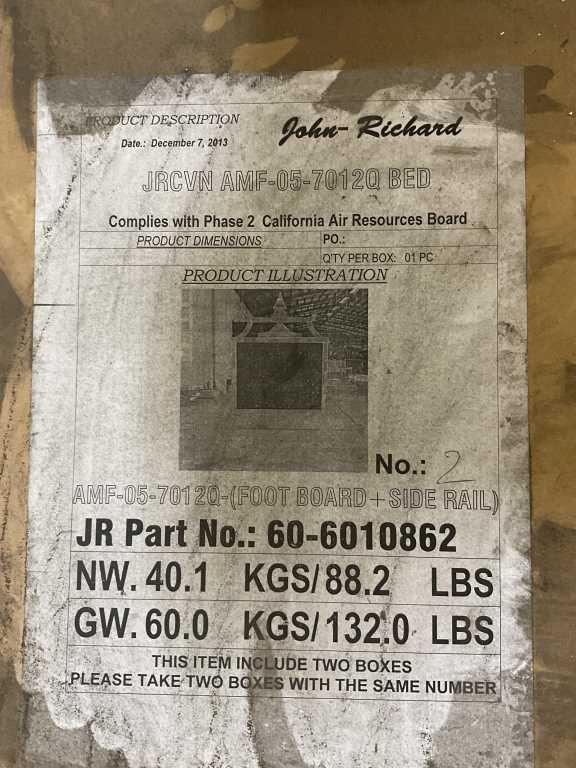 PRODUCT DESCRIPTION
John-Richard
Date.: December 7, 2013
JRCVN AMF-05-7012Q BED
Complies with Phase 2 California Air Resources Board
PRODUCT DIMENSIONS
PO.:
Q'TY PER BOX: 01 PC
PRODUCT ILLUSTRATION
No.: 2
AMF-05-7012Q-(FOOT BOARD+SIDE RAIL)
JR Part No.: 60-6010862
NW. 40.1 KGS/88.2 LBS
GW. 60.0 KGS/132.0 LBS
THIS ITEM INCLUDE TWO BOXES
PLEASE TAKE TWO BOXES WITH THE SAME NUMBER